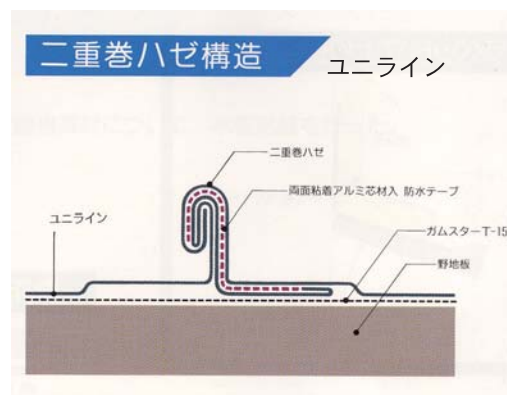 二重巻ハゼ構造
ユニライン
二重巻ハゼ
両面粘着アルミ芯材入 防水テープ
ユニライン
ガムスターT-15
野地板